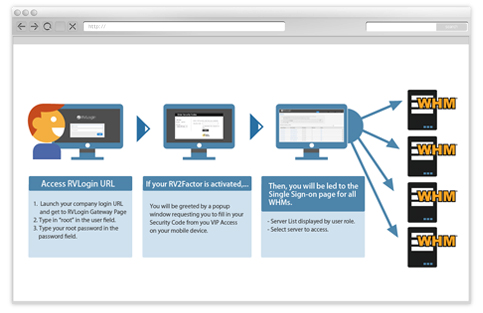 http://
RVLogin
WHM
WHM
WHM
WHM
Access RVLogin URL
1. Launch your company login URL
and get to RVLogin Gateway Page
2. Type in "root" in the user field.
3. Type your root password in the
password field.
If your RV2Factor is activated,...
You will be greeted by a popup
window requesting you to fill in your
Security Code from you VIP Access
on your mobile device.
Then, you will be led to the
Single Sign-on page for all
WHMs.
- Server List displayed by user role.
- Select server to access.